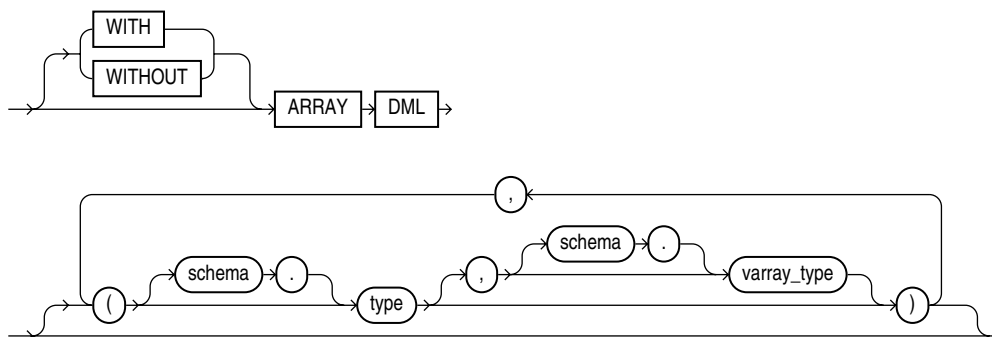 WITH
WITHOUT
ARRAY DML
,
schema .
schema . , varray_type
( type )